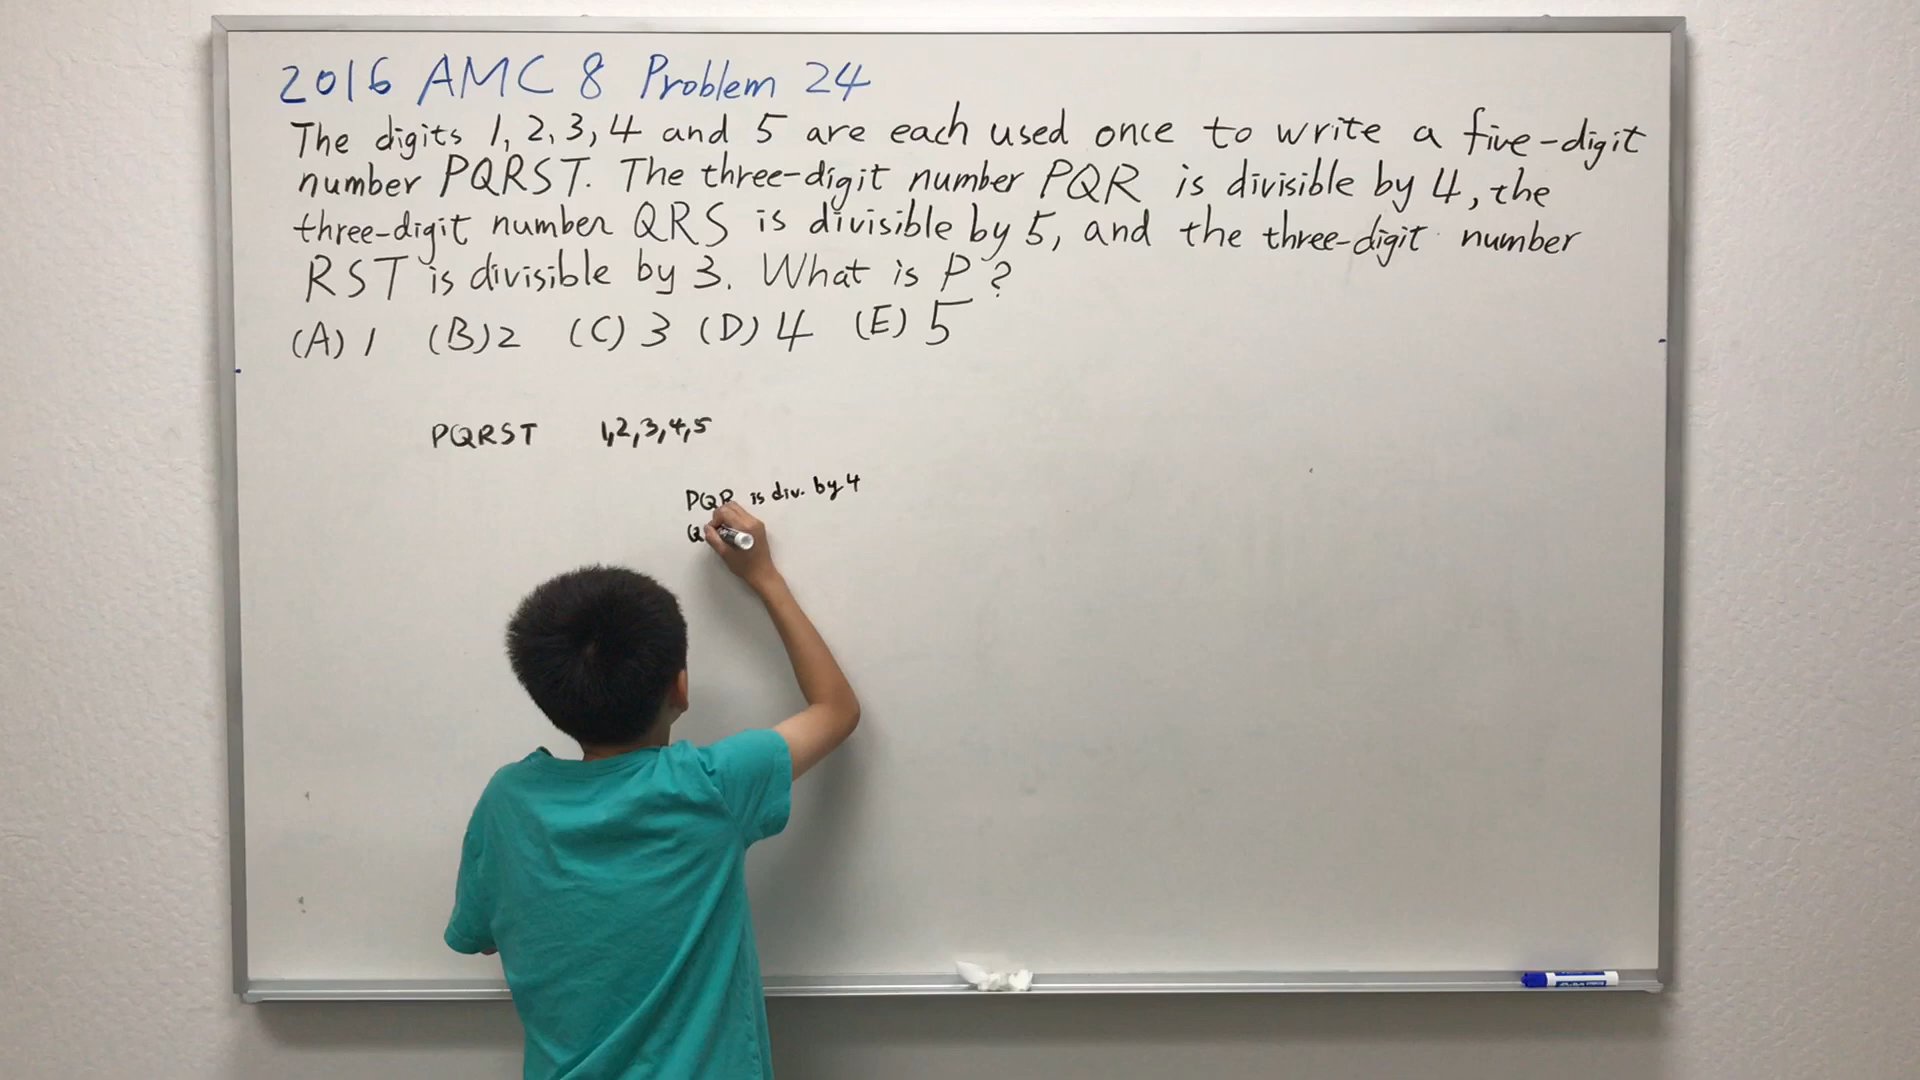 2016 AMC 8 Problem 24
The digits 1, 2, 3, 4 and 5 are each used once to write a five-digit
number PQRST. The three-digit number PQR is divisible by 4, the
three-digit number QRS is divisible by 5, and the three-digit number
RST is divisible by 3. What is P?
(A) 1 (B) 2 (C) 3 (D) 4 (E) 5
PQRST 1,2,3,4,5
PQR is div. by 4
Q